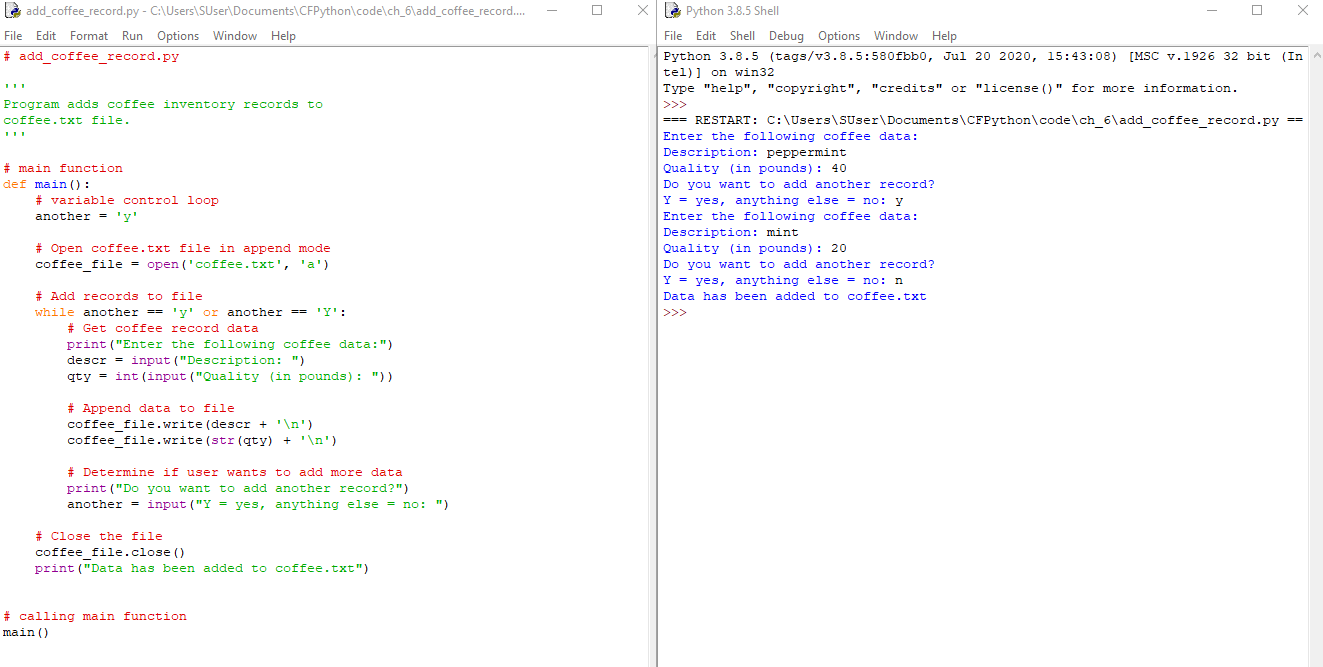 add_coffee_record.py - C:\Users\SUser\Documents\CFPython\code\ch_6\add_coffee_record....
File Edit Format Run Options Window Help
# add_coffee_record.py
'''
Program adds coffee inventory records to
coffee.txt file.
'''
# main function
def main():
# variable control loop
another = 'y'
# Open coffee.txt file in append mode
coffee_file = open('coffee.txt', 'a')
# Add records to file
while another == 'y' or another == 'Y':
# Get coffee record data
print("Enter the following coffee data:")
descr = input("Description: ")
qty = int(input("Quality (in pounds): "))
# Append data to file
coffee_file.write(descr + '\n')
coffee_file.write(str(qty) + '\n')
# Determine if user wants to add more data
print("Do you want to add another record?")
another = input("Y = yes, anything else = no: ")
# Close the file
coffee_file.close()
print("Data has been added to coffee.txt")
# calling main function
main()
Python 3.8.5 Shell
File Edit Shell Debug Options Window Help
Python 3.8.5 (tags/v3.8.5:580fbb0, Jul 20 2020, 15:43:08) [MSC v.1926 32 bit (In
tel)] on win32
Type "help", "copyright", "credits" or "license()" for more information.
>>>
=== RESTART: C:\Users\SUser\Documents\CFPython\code\ch_6\add_coffee_record.py ==
Enter the following coffee data:
Description: peppermint
Quality (in pounds): 40
Do you want to add another record?
Y = yes, anything else = no: y
Enter the following coffee data:
Description: mint
Quality (in pounds): 20
Do you want to add another record?
Y = yes, anything else = no: n
Data has been added to coffee.txt
>>>